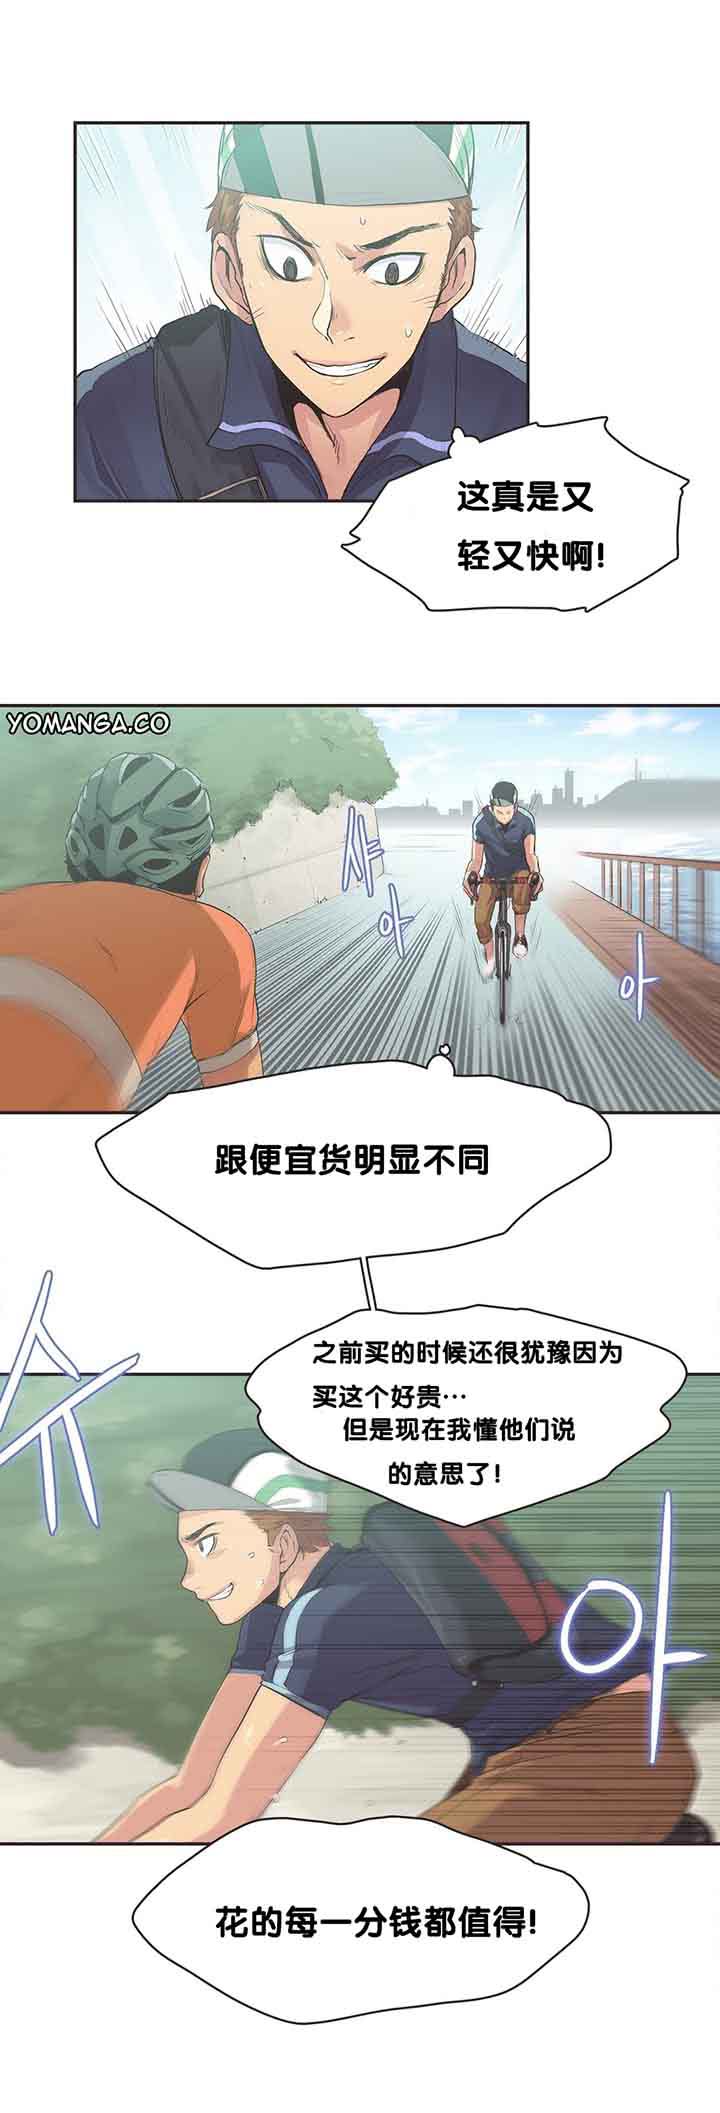 这真是又
轻又快啊!
YOMANGA.CO
샤
아
아
跟便宜货明显不同
之前买的时候还很犹豫因为
买这个好贵…
但是现在我懂他们说
的意思了!
슈
아
花的每一分钱都值得!